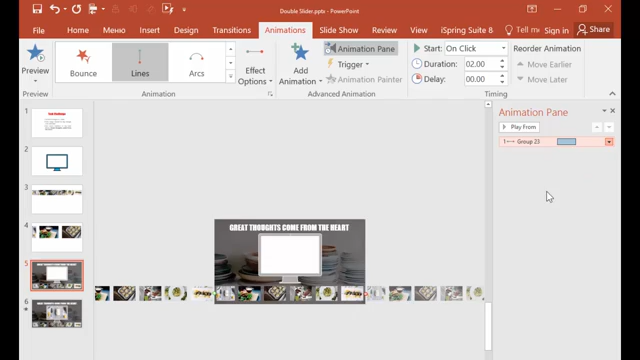 Double Slider.pptx - PowerPoint
File Home Меню Insert Design Transitions Animations Slide Show Review View iSpring Suite 8 Tell me Sign in Share
Preview
Bounce Lines Arcs
Effect Options
Add Animation
Animation Pane
Trigger
Animation Painter
Start: On Click
Duration: 02.00
Delay: 00.00
Reorder Animation
Move Earlier
Move Later
Preview Animation Advanced Animation Timing
1
2
3
4
5
6
GREAT THOUGHTS COME FROM THE HEART
Animation Pane
Play From
1 Group 23